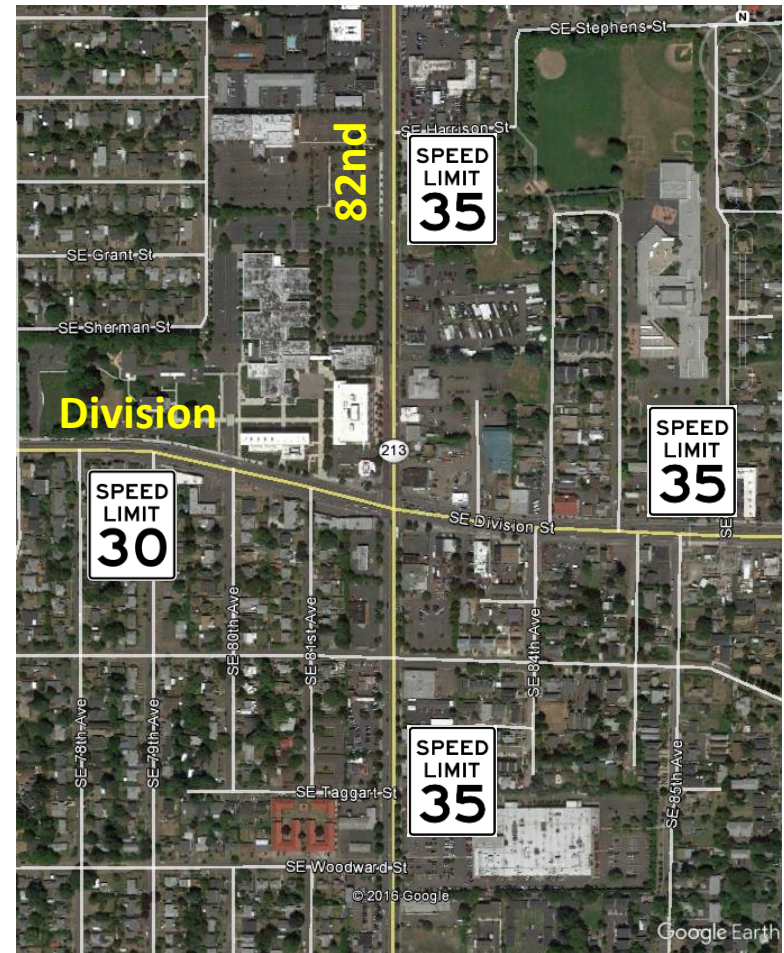 N
SE Stephens St
SE Harrison St
82nd
SPEED
LIMIT
35
SE Grant St
SE Sherman St
Division
213
SPEED
LIMIT
35
SPEED
LIMIT
30
SE Division St
SE
SE 80th Ave
SE 81st Ave
SE 84th Ave
SE 78th Ave
SE 79th Ave
SE 85th Ave
SPEED
LIMIT
35
SE Taggart St
SE Woodward St
© 2016 Google
Google Earth